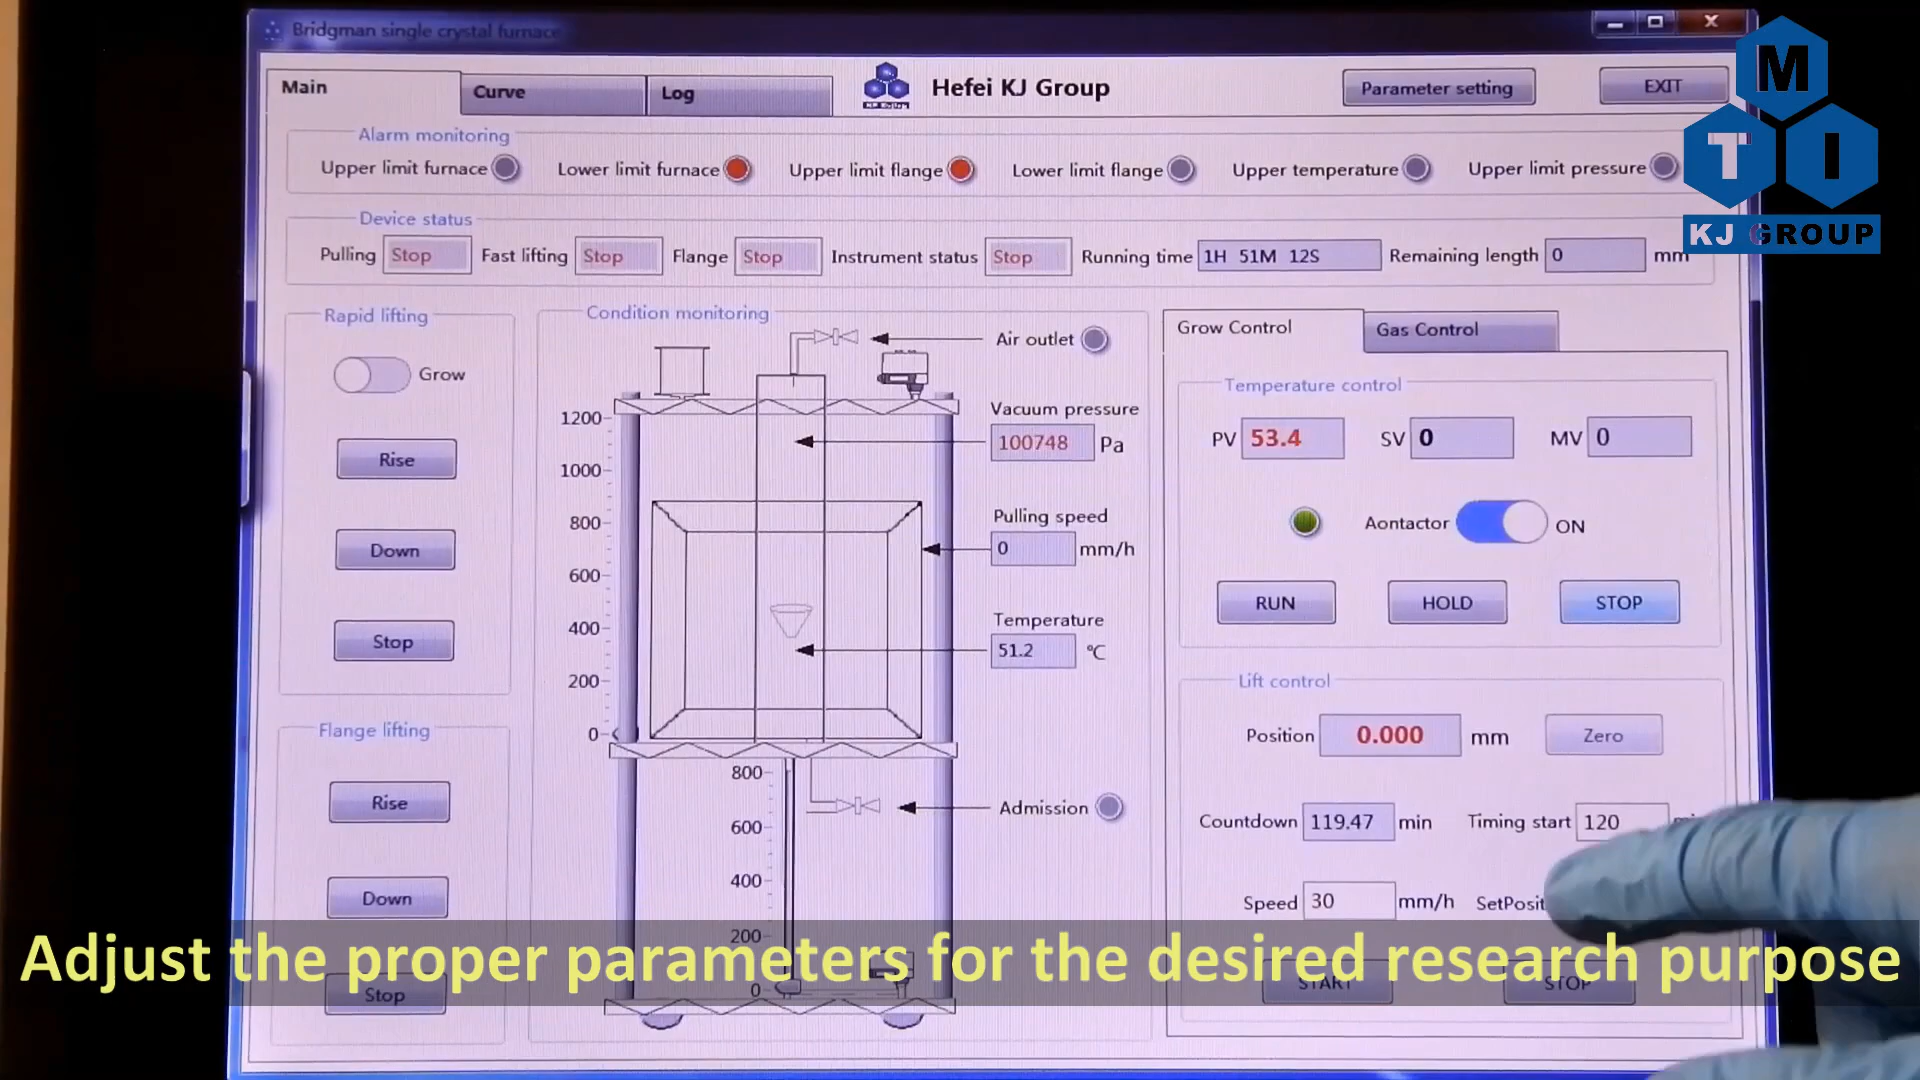 Bridgman single crystal furnace
Main
Curve
Log
Hefei KJ Group
Parameter setting
EXIT
M
T I
KJ GROUP
Alarm monitoring
Upper limit furnace
Lower limit furnace
Upper limit flange
Lower limit flange
Upper temperature
Upper limit pressure
Device status
Pulling Stop
Fast lifting Stop
Flange Stop
Instrument status Stop
Running time 1H 51M 12S
Remaining length 0 mm
Rapid lifting
Grow
Rise
Down
Stop
Flange lifting
Rise
Down
Stop
Condition monitoring
Air outlet
Vacuum pressure
100748 Pa
Pulling speed
0 mm/h
Temperature
51.2 ℃
Admission
1200
1000
800
600
400
200
0
800
600
400
200
0
Grow Control
Gas Control
Temperature control
PV 53.4
SV 0
MV 0
Aontactor ON
RUN
HOLD
STOP
Lift control
Position 0.000 mm
Zero
Countdown 119.47 min
Timing start 120
Speed 30 mm/h
SetPosit
START
STOP
Adjust the proper parameters for the desired research purpose